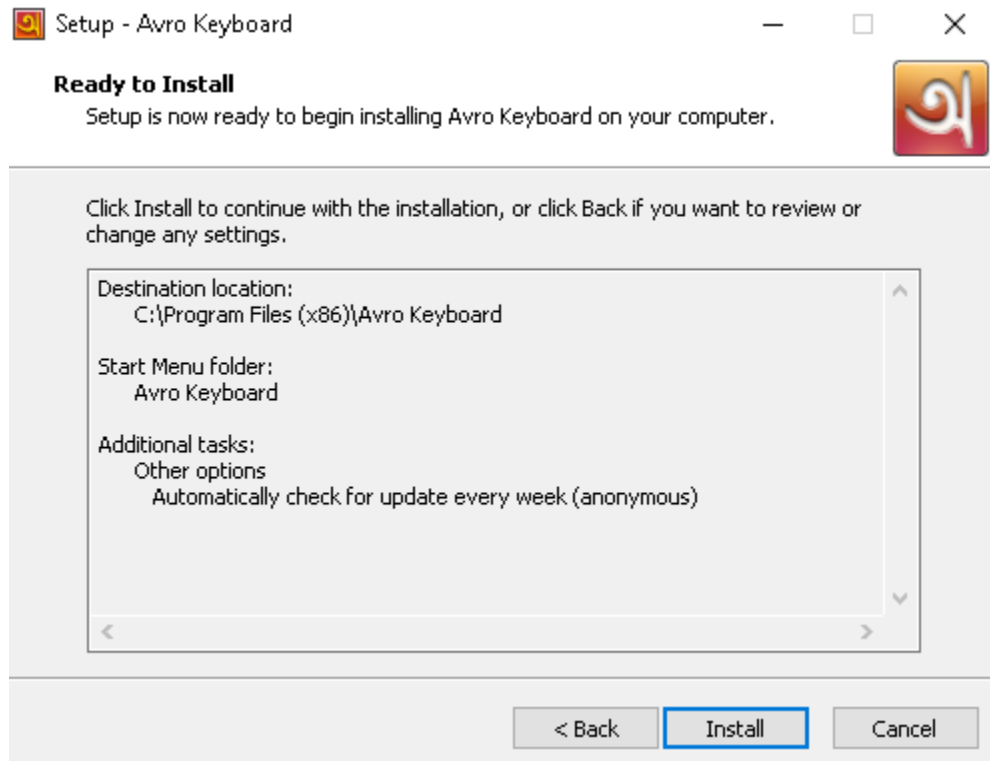 Setup - Avro Keyboard
Ready to Install
Setup is now ready to begin installing Avro Keyboard on your computer.
অ
Click Install to continue with the installation, or click Back if you want to review or
change any settings.
Destination location:
C:\Program Files (x86)\Avro Keyboard
Start Menu folder:
Avro Keyboard
Additional tasks:
Other options
Automatically check for update every week (anonymous)
< Back Install Cancel